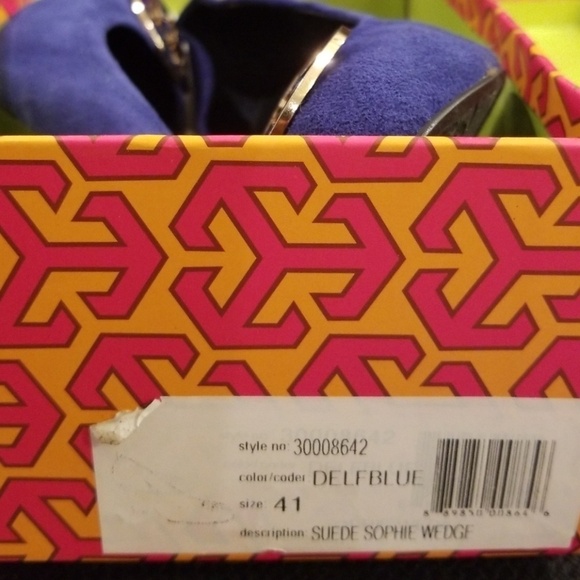 style no: 30008642
color/code: DELFBLUE
size 41
description SUEDE SOPHIE WEDGE